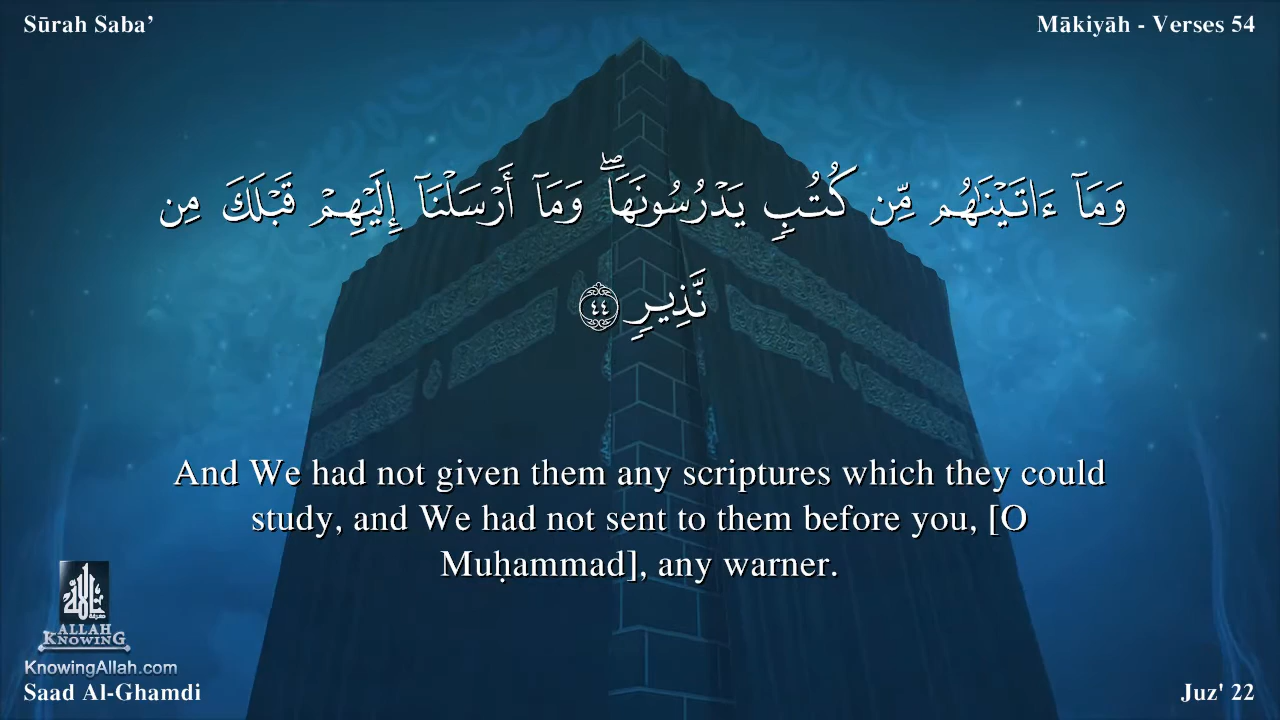 Sūrah Saba’
Mākiyāh - Verses 54
وَمَآ ءَاتَيْنَٰهُم مِّن كُتُبٍ يَدْرُسُونَهَا ۖ وَمَآ أَرْسَلْنَآ إِلَيْهِمْ قَبْلَكَ مِن
نَّذِيرٍ ٤٤
And We had not given them any scriptures which they could
study, and We had not sent to them before you, [O
Muḥammad], any warner.
ALLAH
KNOWING
KnowingAllah.com
Saad Al-Ghamdi
Juz' 22